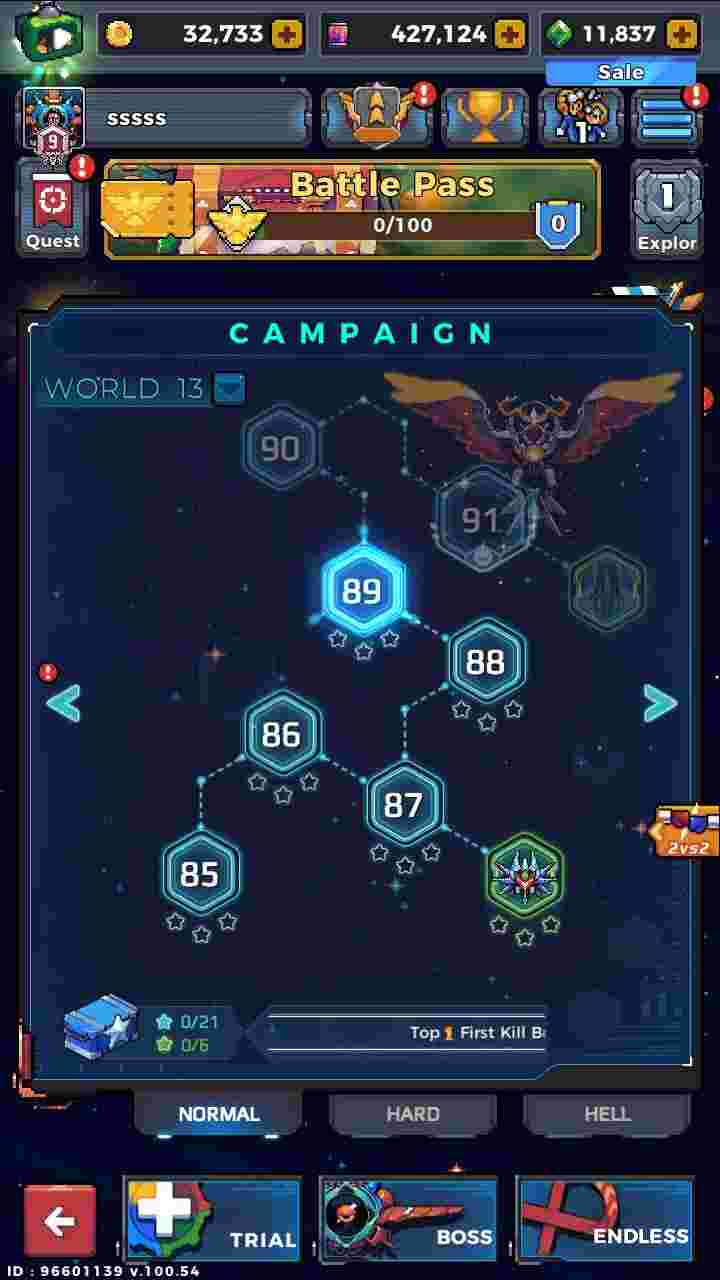 32,733
427,124
11,837
Sale
9
sssss
1
Quest
Battle Pass
0/100
0
1
Explor
CAMPAIGN
WORLD 13
90
91
89
88
86
87
85
2vs2
0/21
0/6
Top 1 First Kill B
NORMAL
HARD
HELL
TRIAL
BOSS
ENDLESS
ID : 96601139 v.100.54